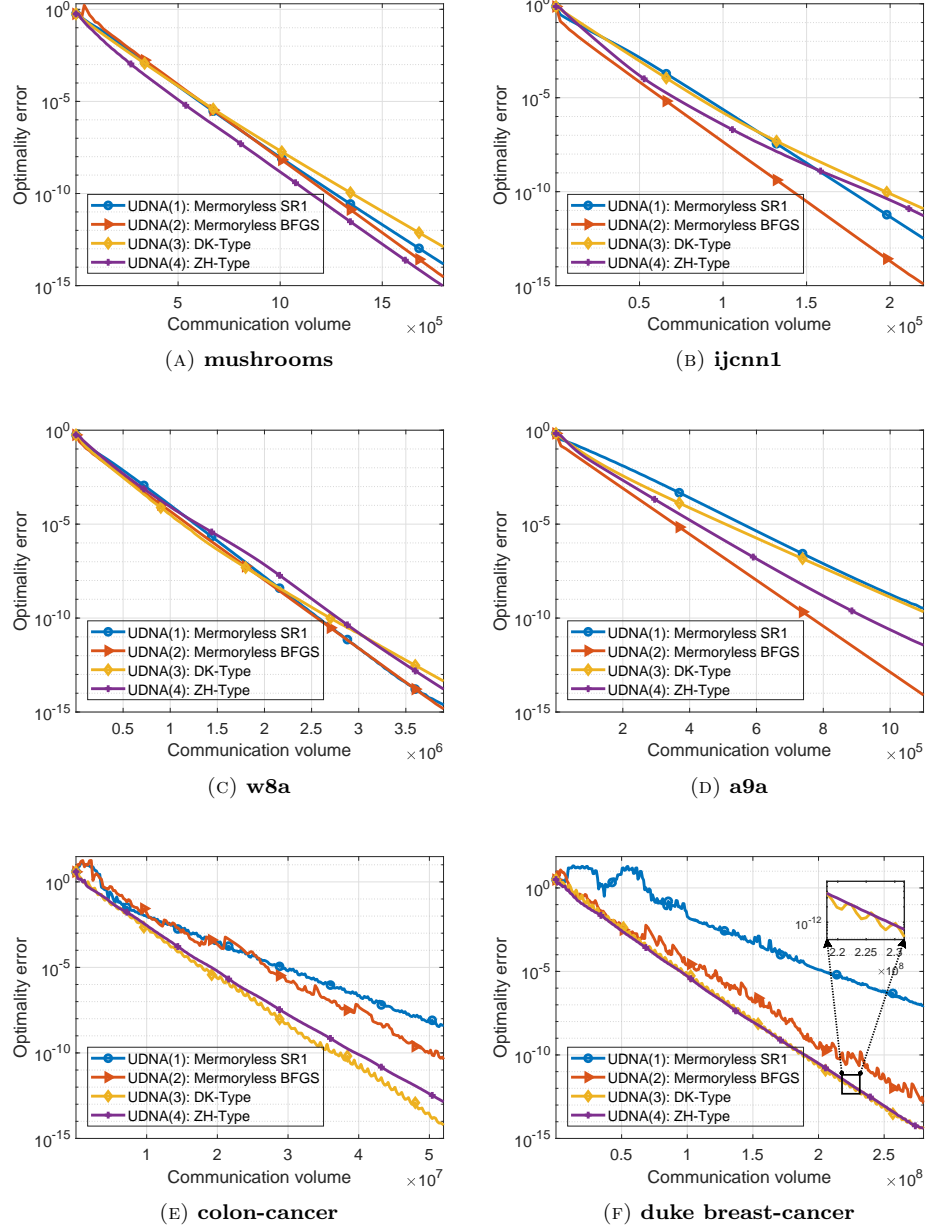 10^0
10^-5
10^-10
10^-15
Optimality error
UDNA(1): Mermoryless SR1
UDNA(2): Mermoryless BFGS
UDNA(3): DK-Type
UDNA(4): ZH-Type
5 10 15
Communication volume
×10^5
(A) mushrooms
10^0
10^-5
10^-10
10^-15
Optimality error
UDNA(1): Mermoryless SR1
UDNA(2): Mermoryless BFGS
UDNA(3): DK-Type
UDNA(4): ZH-Type
0.5 1 1.5 2
Communication volume
×10^5
(B) ijcnn1
10^0
10^-5
10^-10
10^-15
Optimality error
UDNA(1): Mermoryless SR1
UDNA(2): Mermoryless BFGS
UDNA(3): DK-Type
UDNA(4): ZH-Type
0.5 1 1.5 2 2.5 3 3.5
Communication volume
×10^6
(C) w8a
10^0
10^-5
10^-10
10^-15
Optimality error
UDNA(1): Mermoryless SR1
UDNA(2): Mermoryless BFGS
UDNA(3): DK-Type
UDNA(4): ZH-Type
2 4 6 8 10
Communication volume
×10^5
(D) a9a
10^0
10^-5
10^-10
10^-15
Optimality error
UDNA(1): Mermoryless SR1
UDNA(2): Mermoryless BFGS
UDNA(3): DK-Type
UDNA(4): ZH-Type
1 2 3 4 5
Communication volume
×10^7
(E) colon-cancer
10^0
10^-5
10^-10
10^-15
Optimality error
10^-12
2.2 2.25 2.3
×10^8
UDNA(1): Mermoryless SR1
UDNA(2): Mermoryless BFGS
UDNA(3): DK-Type
UDNA(4): ZH-Type
0.5 1 1.5 2 2.5
Communication volume
×10^8
(F) duke breast-cancer